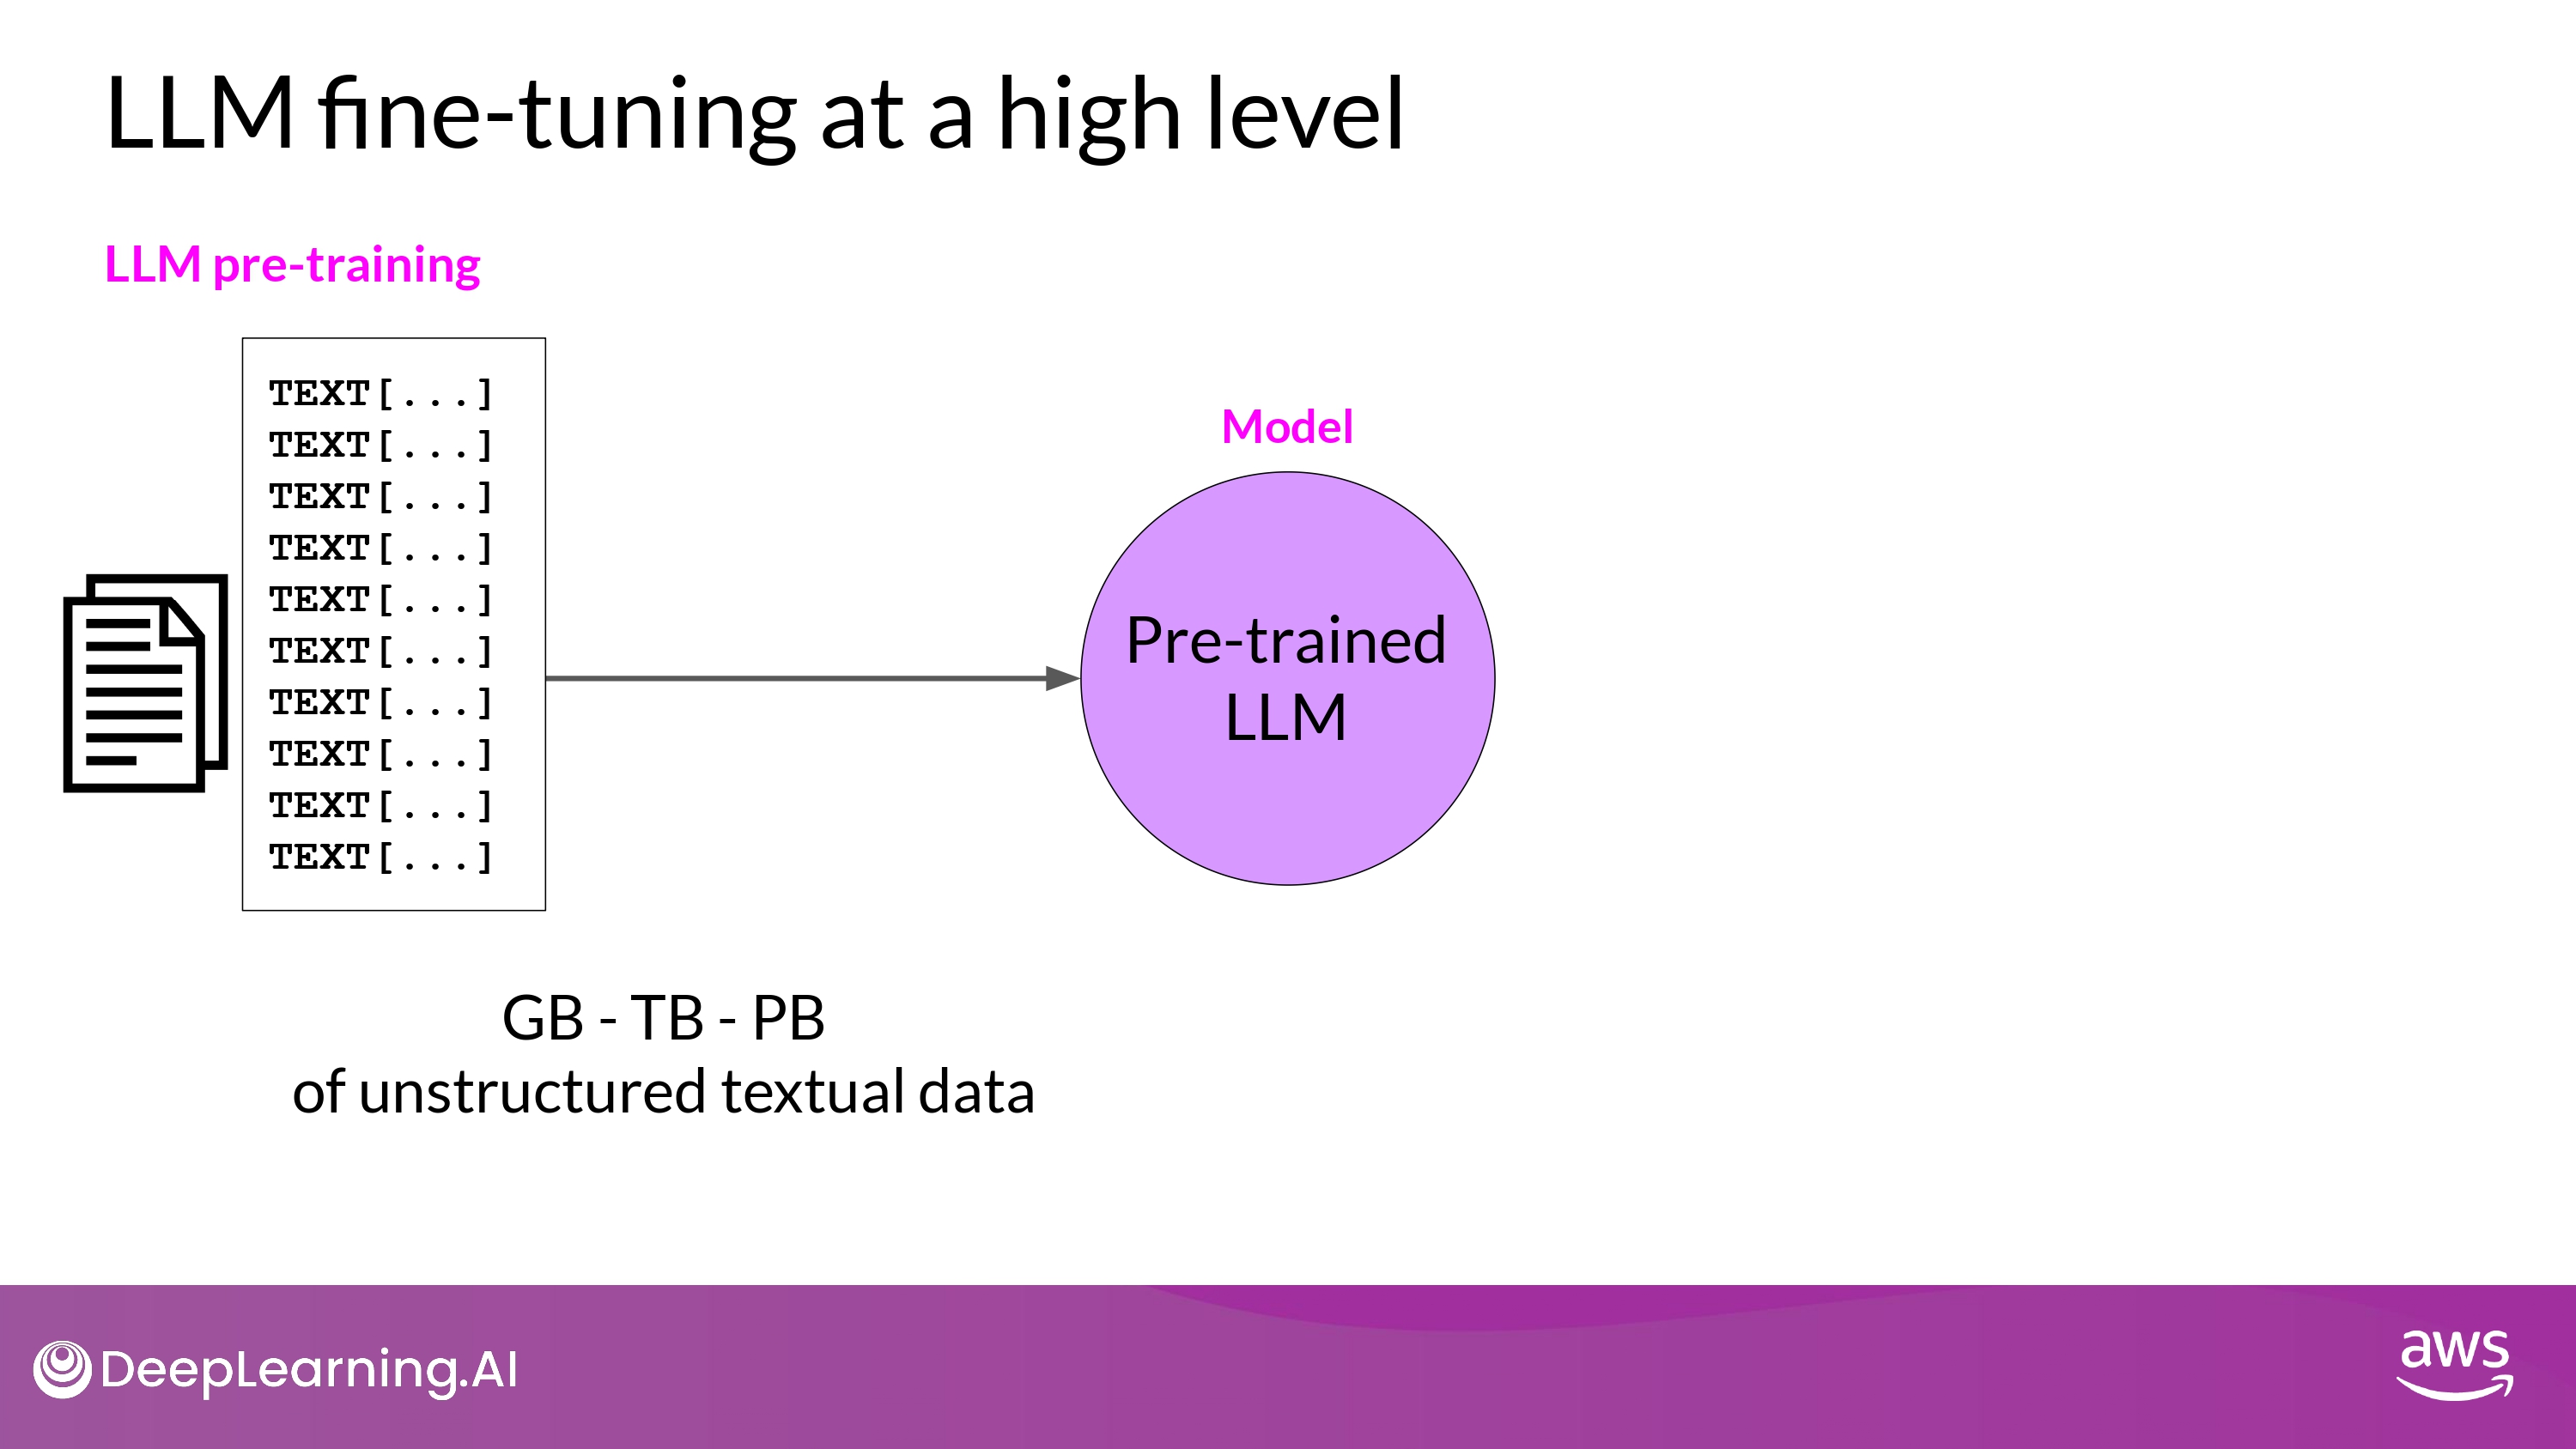 LLM fine-tuning at a high level
LLM pre-training
TEXT[...]
TEXT[...]
TEXT[...]
TEXT[...]
TEXT[...]
TEXT[...]
TEXT[...]
TEXT[...]
TEXT[...]
TEXT[...]
Model
Pre-trained
LLM
GB - TB - PB
of unstructured textual data
DeepLearning.AI
aws